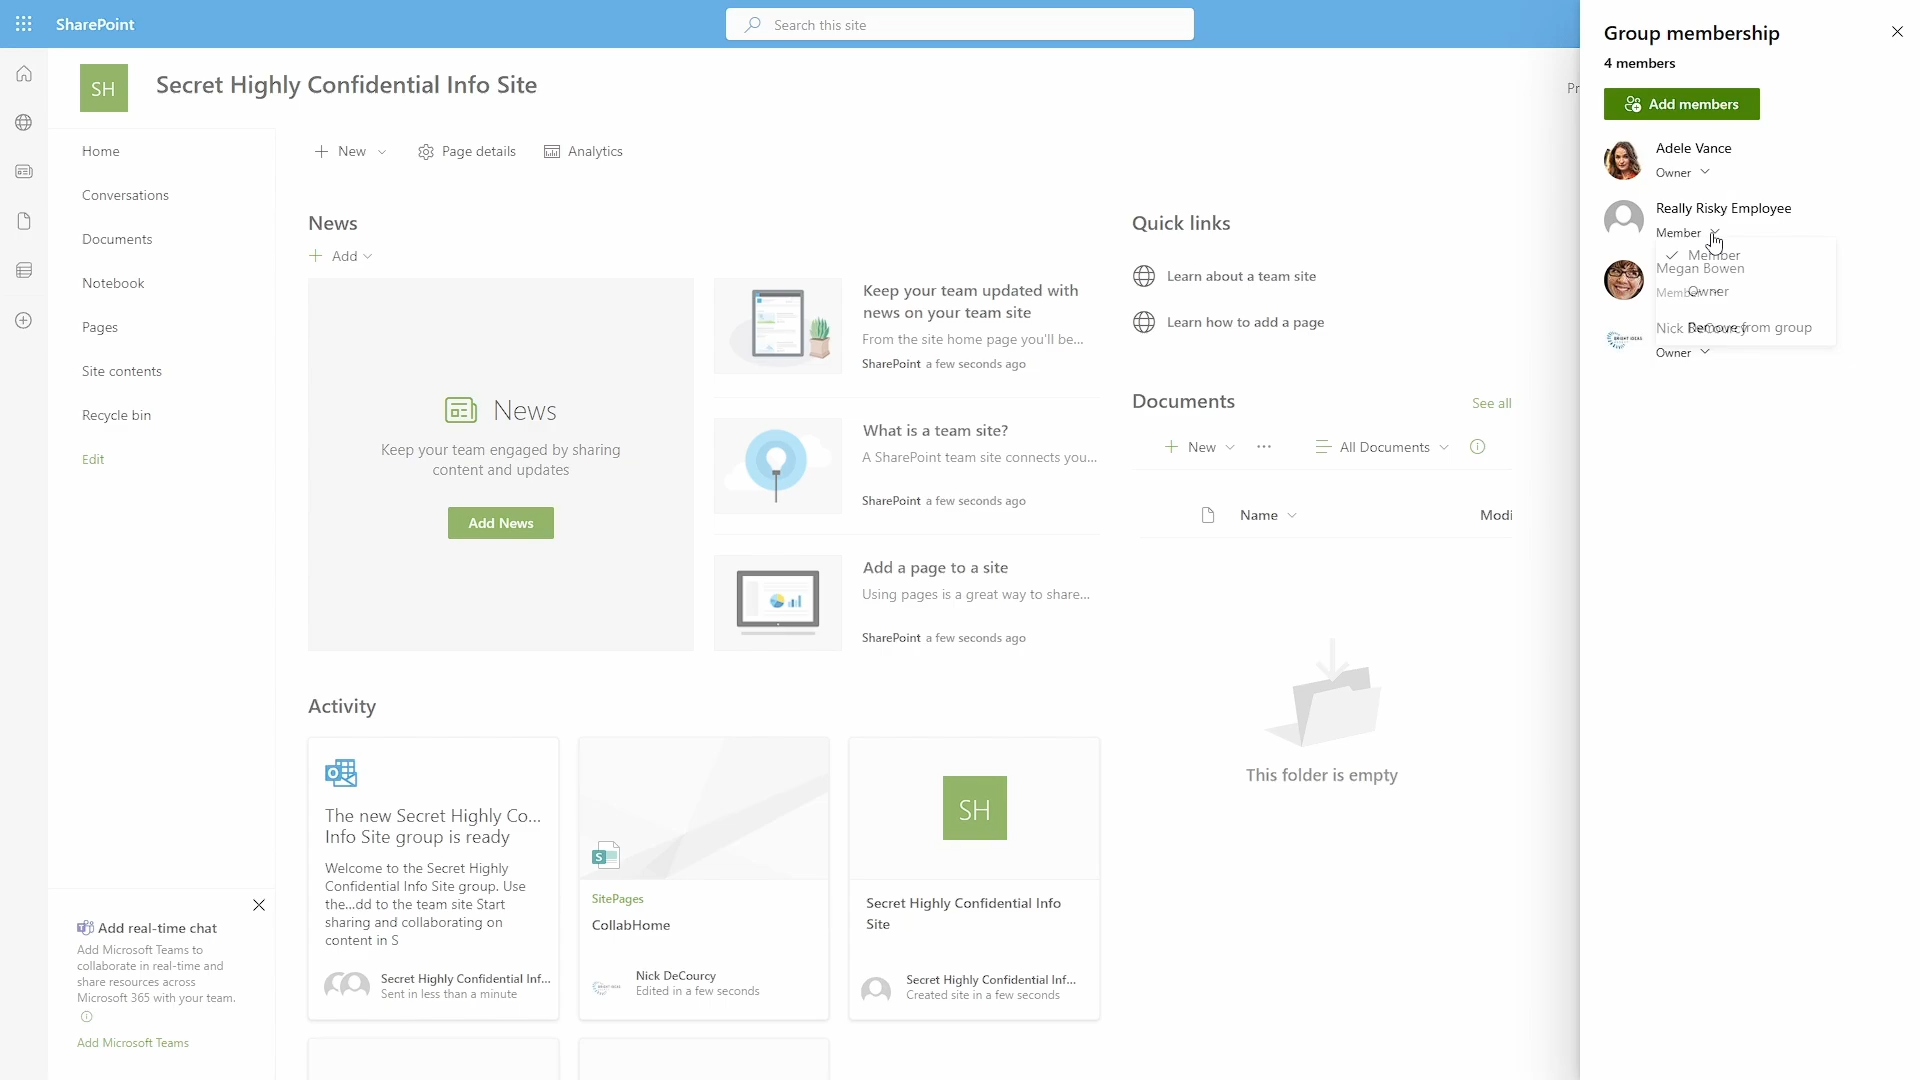 SharePoint
Search this site
SH
Secret Highly Confidential Info Site
Pr
Home
Conversations
Documents
Notebook
Pages
Site contents
Recycle bin
Edit
New
Page details
Analytics
News
Add
News
Keep your team engaged by sharing
content and updates
Add News
Keep your team updated with
news on your team site
From the site home page you'll be...
SharePoint a few seconds ago
What is a team site?
A SharePoint team site connects you...
SharePoint a few seconds ago
Add a page to a site
Using pages is a great way to share...
SharePoint a few seconds ago
Quick links
Learn about a team site
Learn how to add a page
Documents
See all
New
All Documents
Name
Modi
This folder is empty
Activity
The new Secret Highly Co...
Info Site group is ready
Welcome to the Secret Highly
Confidential Info Site group. Use
the...dd to the team site Start
sharing and collaborating on
content in S
Secret Highly Confidential Inf...
Sent in less than a minute
SitePages
CollabHome
Nick DeCourcy
Edited in a few seconds
SH
Secret Highly Confidential Info
Site
Secret Highly Confidential Inf...
Created site in a few seconds
Add real-time chat
Add Microsoft Teams to
collaborate in real-time and
share resources across
Microsoft 365 with your team.
Add Microsoft Teams
Group membership
4 members
Add members
Adele Vance
Owner
Really Risky Employee
Member
Member
Megan Bowen
Member
Owner
Nick DeCourcy
Remove from group
BRIGHT IDEAS
Owner